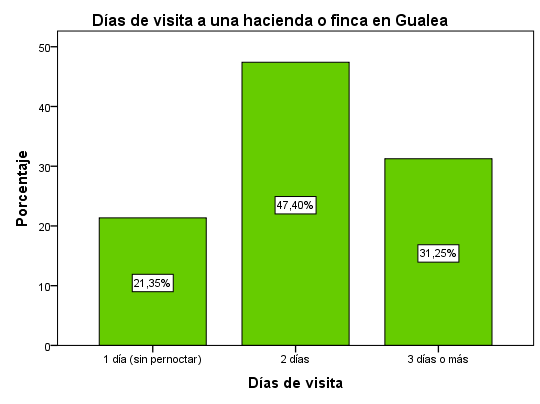 Días de visita a una hacienda o finca en Gualea
50
40
30
20
10
0
Porcentaje
21,35%
47,40%
31,25%
1 día (sin pernoctar)
2 días
3 días o más
Días de visita